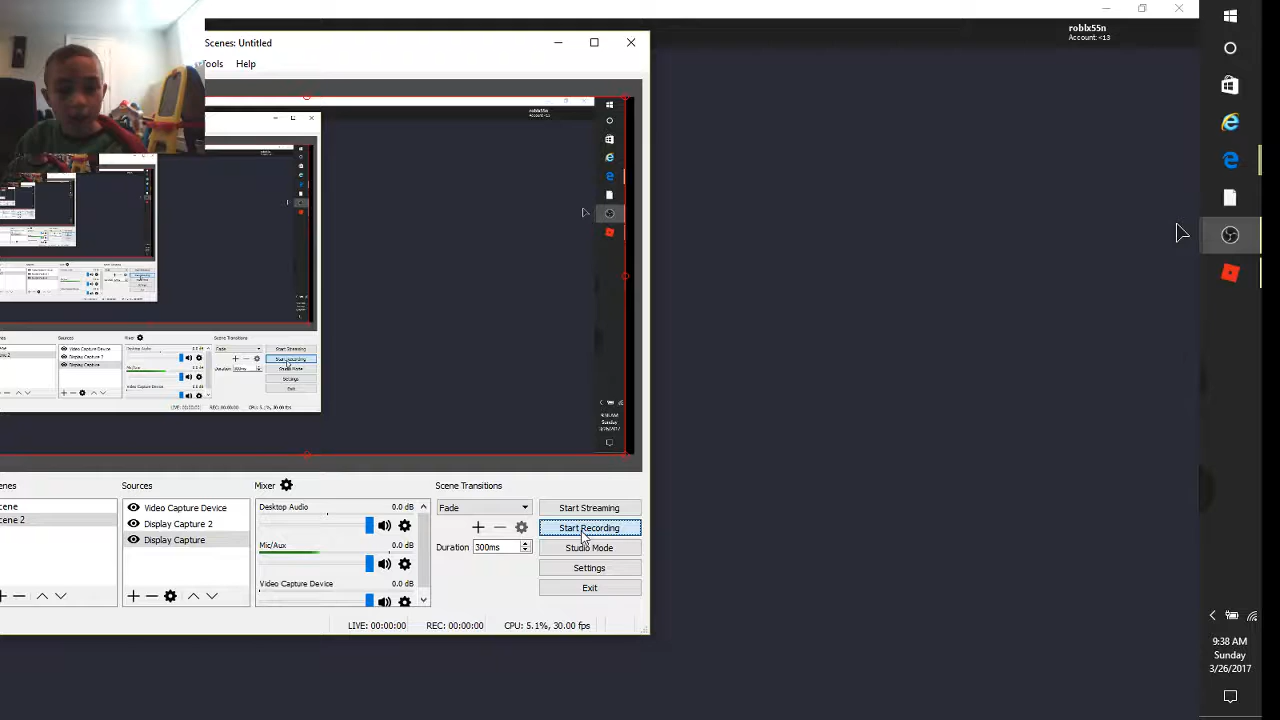 roblx55n
Account: <13
Scenes: Untitled
Tools Help
Sources
Mixer
Scene Transitions
cene
cene 2
Video Capture Device
Display Capture 2
Display Capture
Desktop Audio 0.0 dB
Mic/Aux 0.0 dB
Video Capture Device 0.0 dB
Fade
Duration 300ms
Start Streaming
Start Recording
Studio Mode
Settings
Exit
LIVE: 00:00:00 REC: 00:00:00 CPU: 5.1%, 30.00 fps
9:38 AM
Sunday
3/26/2017